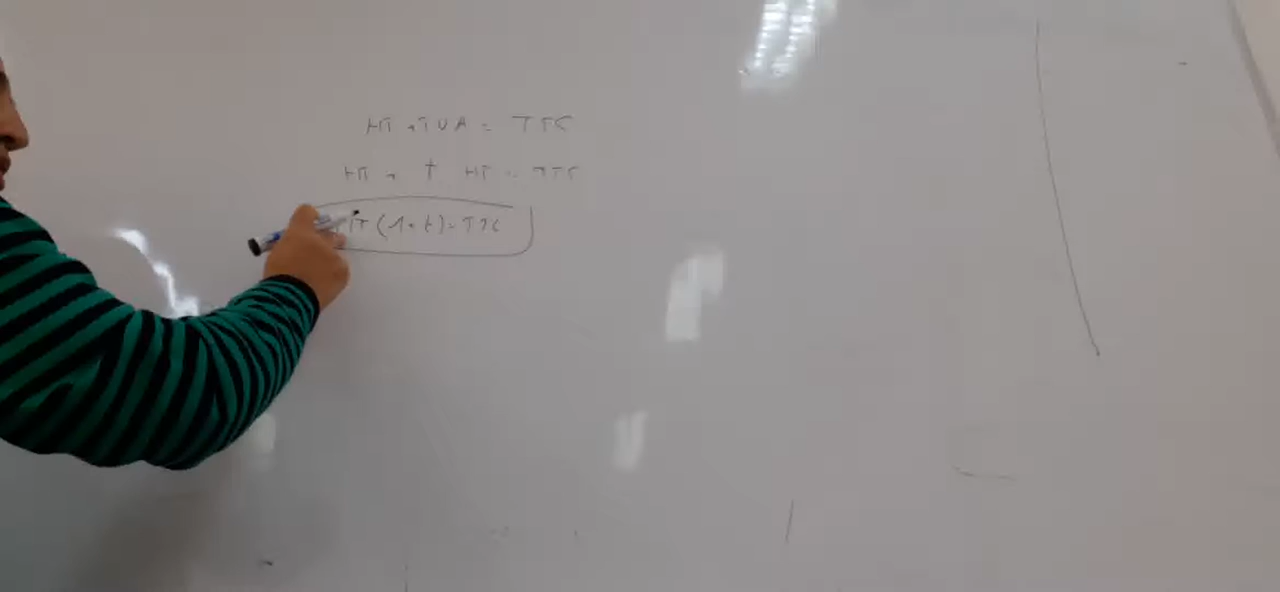 HT + TVA = TTC
HT + t HT = TTC
HT (1+t) = TTC